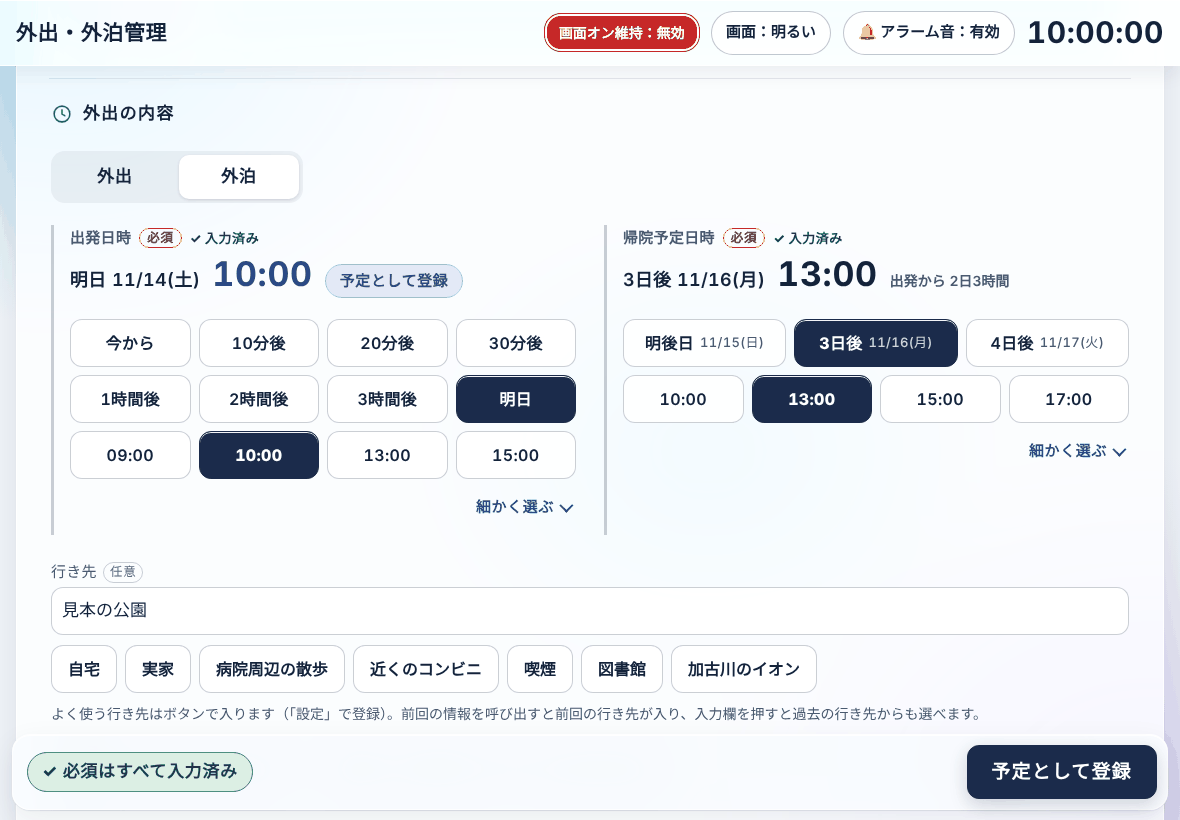 外出・外泊管理
画面オン維持：無効
画面：明るい
アラーム音：有効
10:00:00
外出の内容
外出
外泊
出発日時 必須 ✓入力済み
明日 11/14(土) 10:00 予定として登録
今から 10分後 20分後 30分後
1時間後 2時間後 3時間後 明日
09:00 10:00 13:00 15:00
細かく選ぶ
帰院予定日時 必須 ✓入力済み
3日後 11/16(月) 13:00 出発から 2日3時間
明後日 11/15(日) 3日後 11/16(月) 4日後 11/17(火)
10:00 13:00 15:00 17:00
細かく選ぶ
行き先 任意
見本の公園
自宅 実家 病院周辺の散歩 近くのコンビニ 喫煙 図書館 加古川のイオン
よく使う行き先はボタンで入ります（「設定」で登録）。前回の情報を呼び出すと前回の行き先が入り、入力欄を押すと過去の行き先からも選べます。
✓必須はすべて入力済み
予定として登録